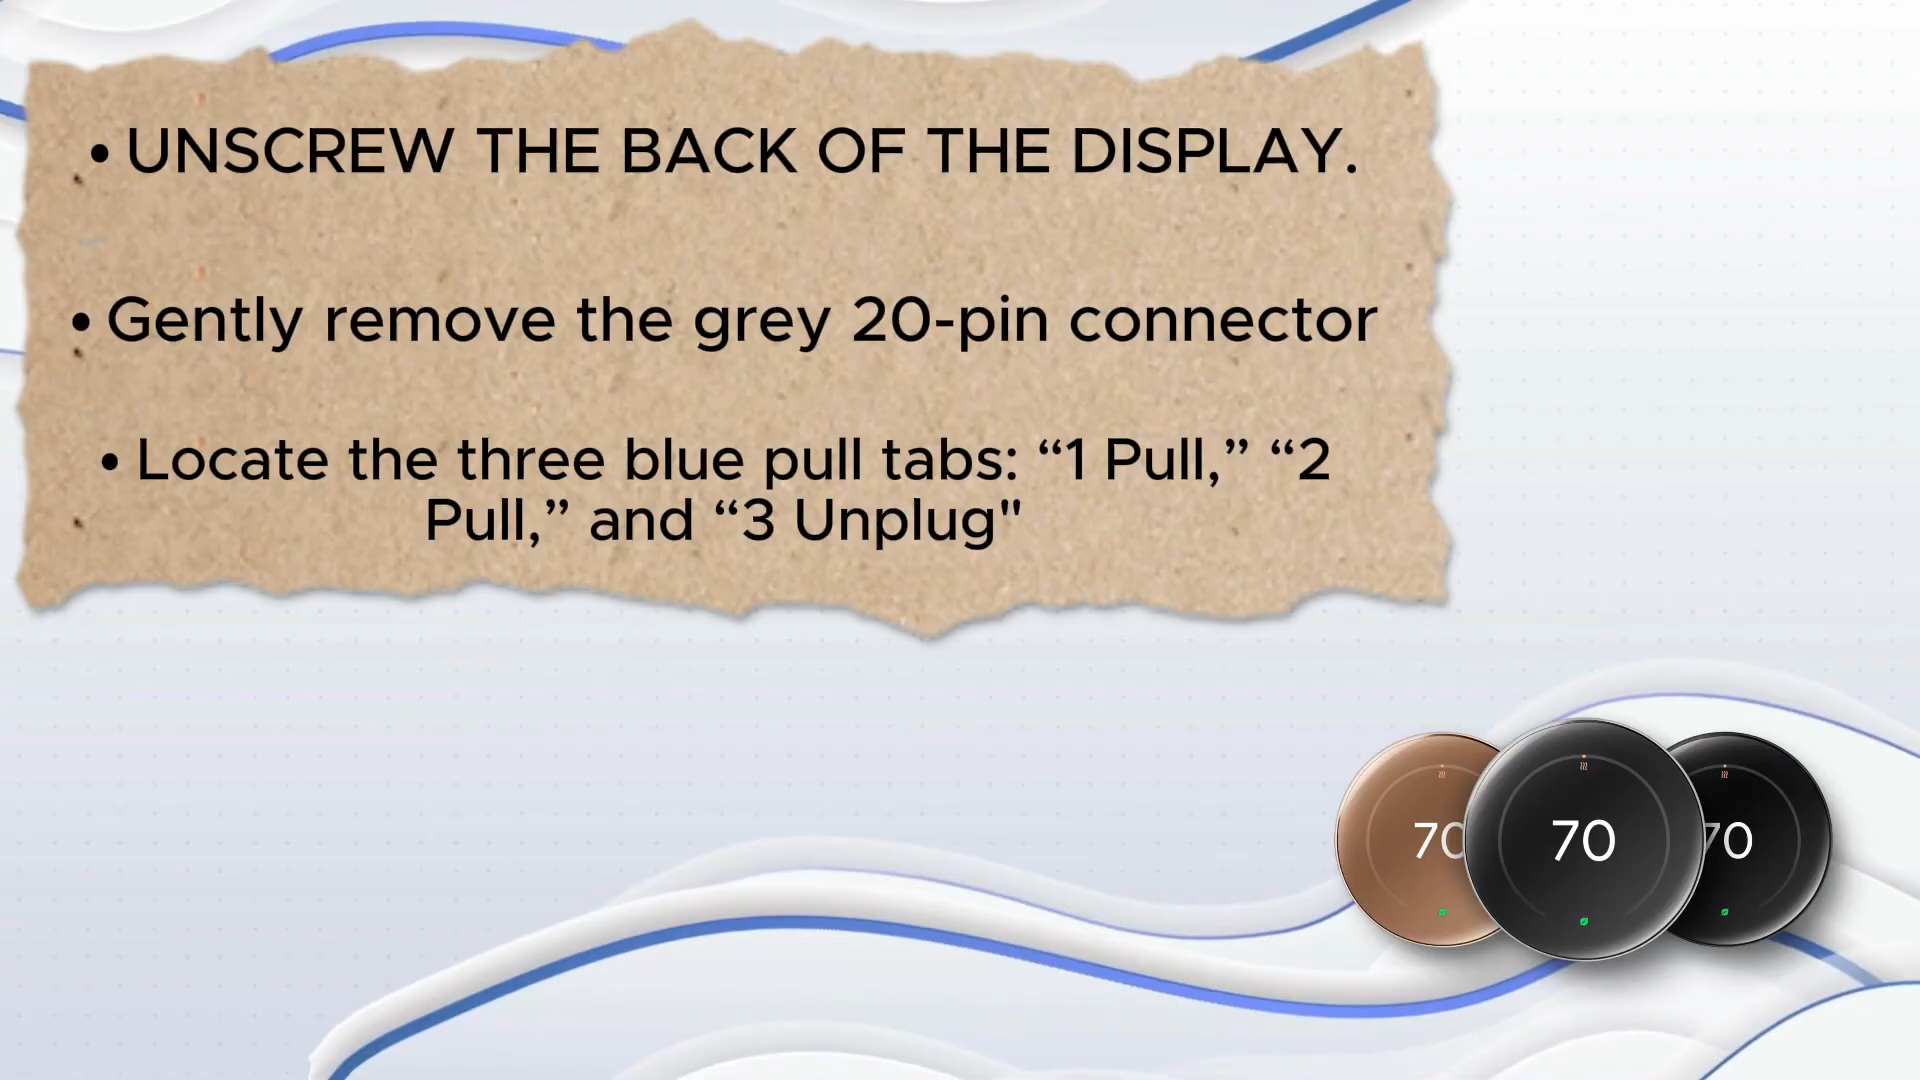 • UNSCREW THE BACK OF THE DISPLAY.
• Gently remove the grey 20-pin connector
• Locate the three blue pull tabs: “1 Pull,” “2
Pull,” and “3 Unplug"
70
70
70